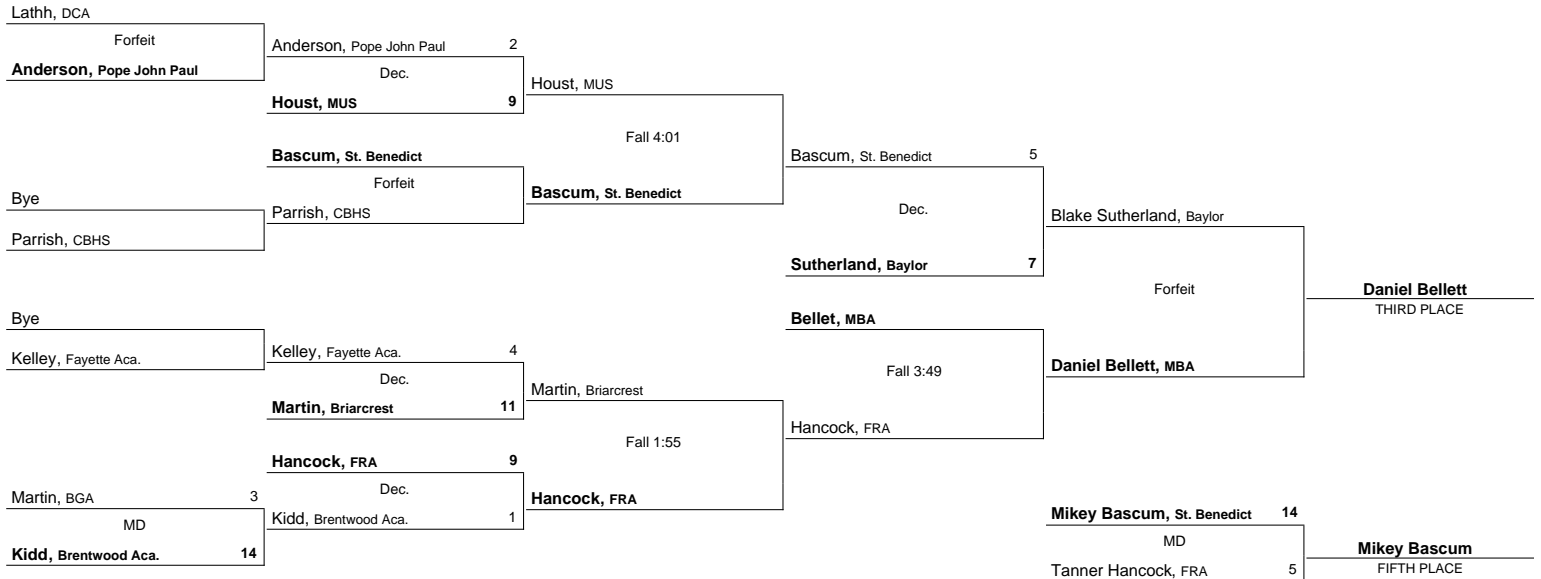 Lathh, DCA
Forfeit
Anderson, Pope John Paul
Anderson, Pope John Paul 2
Dec.
Houst, MUS 9
Houst, MUS
Fall 4:01
Bascum, St. Benedict
Bascum, St. Benedict
Forfeit
Parrish, CBHS
Bye
Parrish, CBHS
Bascum, St. Benedict 5
Dec.
Sutherland, Baylor 7
Blake Sutherland, Baylor
Forfeit
Daniel Bellett, MBA
Daniel Bellett
THIRD PLACE
Bye
Kelley, Fayette Aca.
Kelley, Fayette Aca. 4
Dec.
Martin, Briarcrest 11
Martin, Briarcrest
Fall 1:55
Hancock, FRA
Hancock, FRA 9
Dec.
Kidd, Brentwood Aca. 1
Martin, BGA 3
MD
Kidd, Brentwood Aca. 14
Bellet, MBA
Fall 3:49
Hancock, FRA
Mikey Bascum, St. Benedict 14
MD
Tanner Hancock, FRA 5
Mikey Bascum
FIFTH PLACE